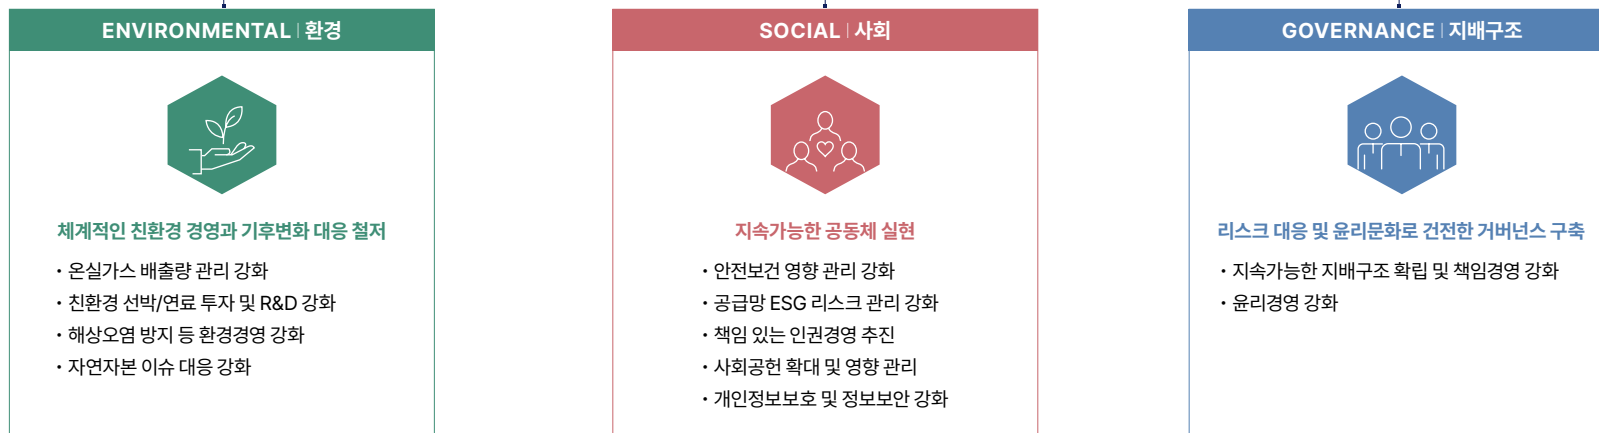 ENVIRONMENTAL | 환경
체계적인 친환경 경영과 기후변화 대응 철저
· 온실가스 배출량 관리 강화
· 친환경 선박/연료 투자 및 R&D 강화
· 해상오염 방지 등 환경경영 강화
· 자연자본 이슈 대응 강화
SOCIAL | 사회
지속가능한 공동체 실현
· 안전보건 영향 관리 강화
· 공급망 ESG 리스크 관리 강화
· 책임 있는 인권경영 추진
· 사회공헌 확대 및 영향 관리
· 개인정보보호 및 정보보안 강화
GOVERNANCE | 지배구조
리스크 대응 및 윤리문화로 건전한 거버넌스 구축
· 지속가능한 지배구조 확립 및 책임경영 강화
· 윤리경영 강화